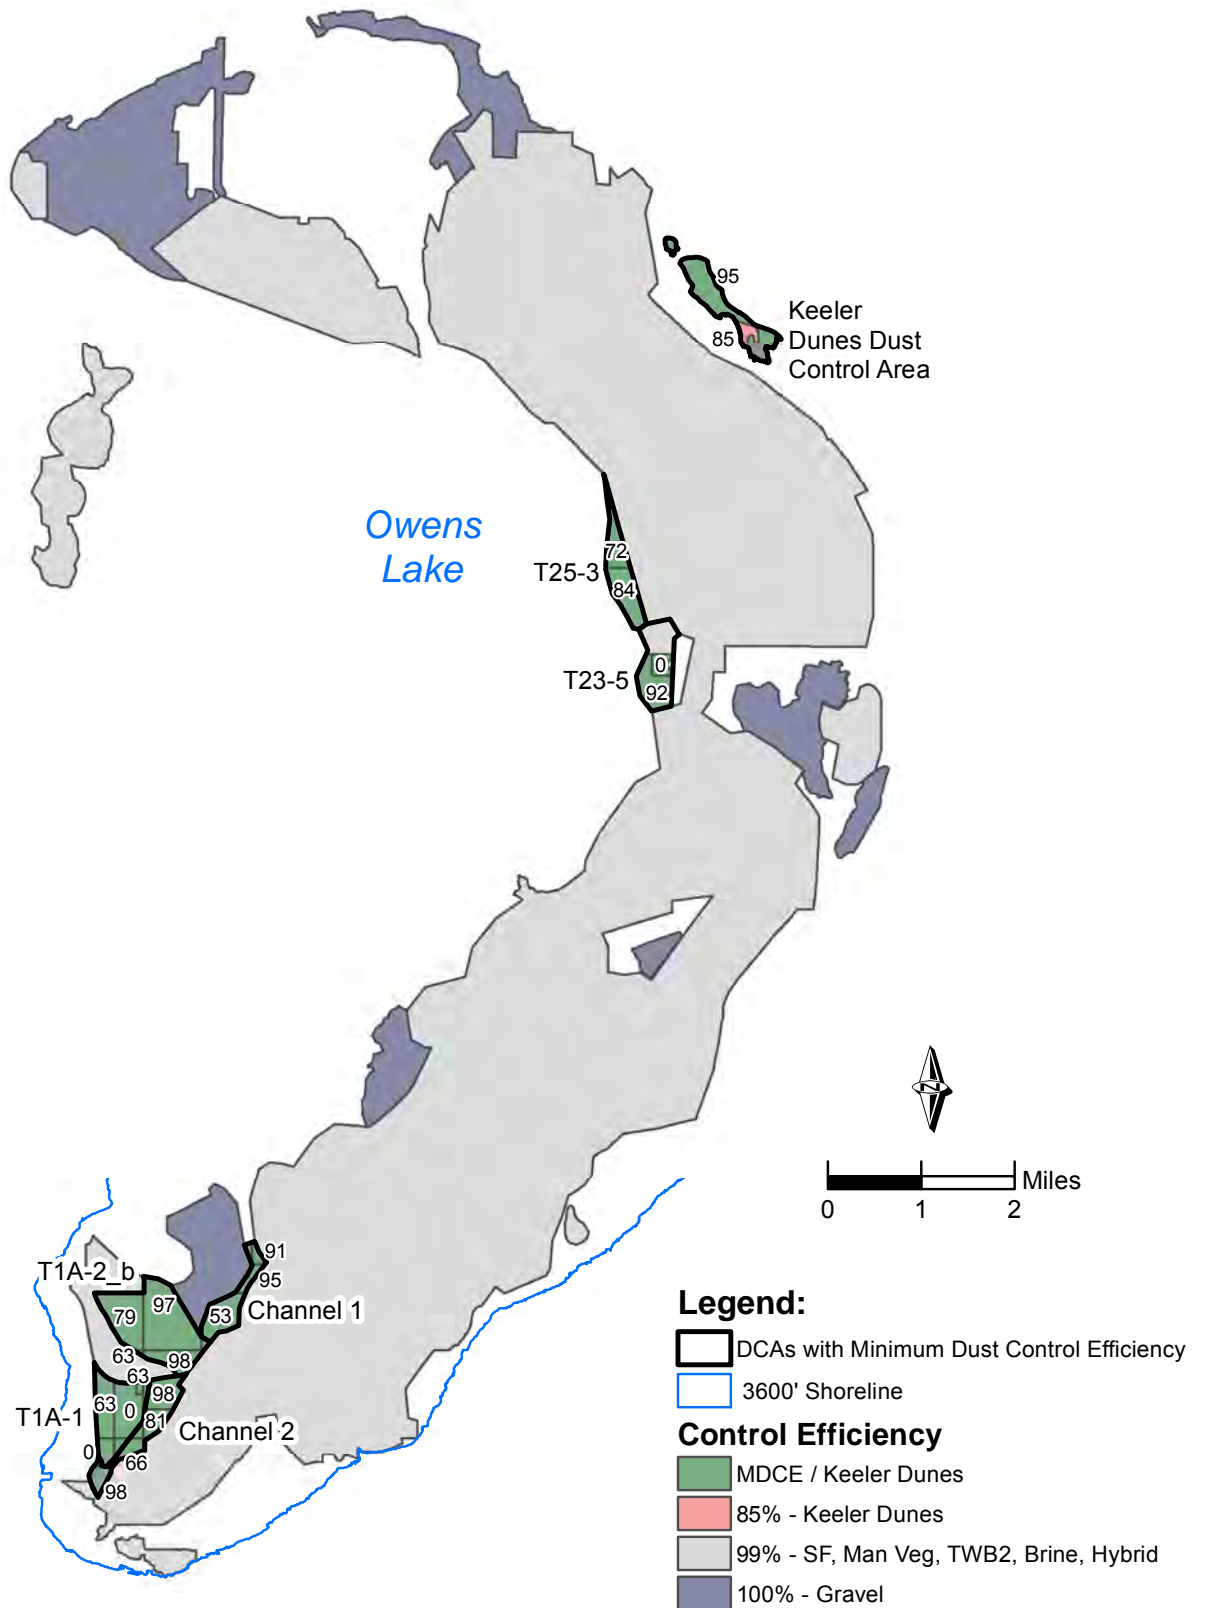 95
85
Keeler
Dunes Dust
Control Area
Owens
Lake
72
T25-3
84
0
T23-5
92
N
Miles
0 1 2
91
95
T1A-2_b
97
79
53
Channel 1
63
98
63
98
63
0
81
T1A-1
Channel 2
0
66
98
Legend:
DCAs with Minimum Dust Control Efficiency
3600' Shoreline
Control Efficiency
MDCE / Keeler Dunes
85% - Keeler Dunes
99% - SF, Man Veg, TWB2, Brine, Hybrid
100% - Gravel